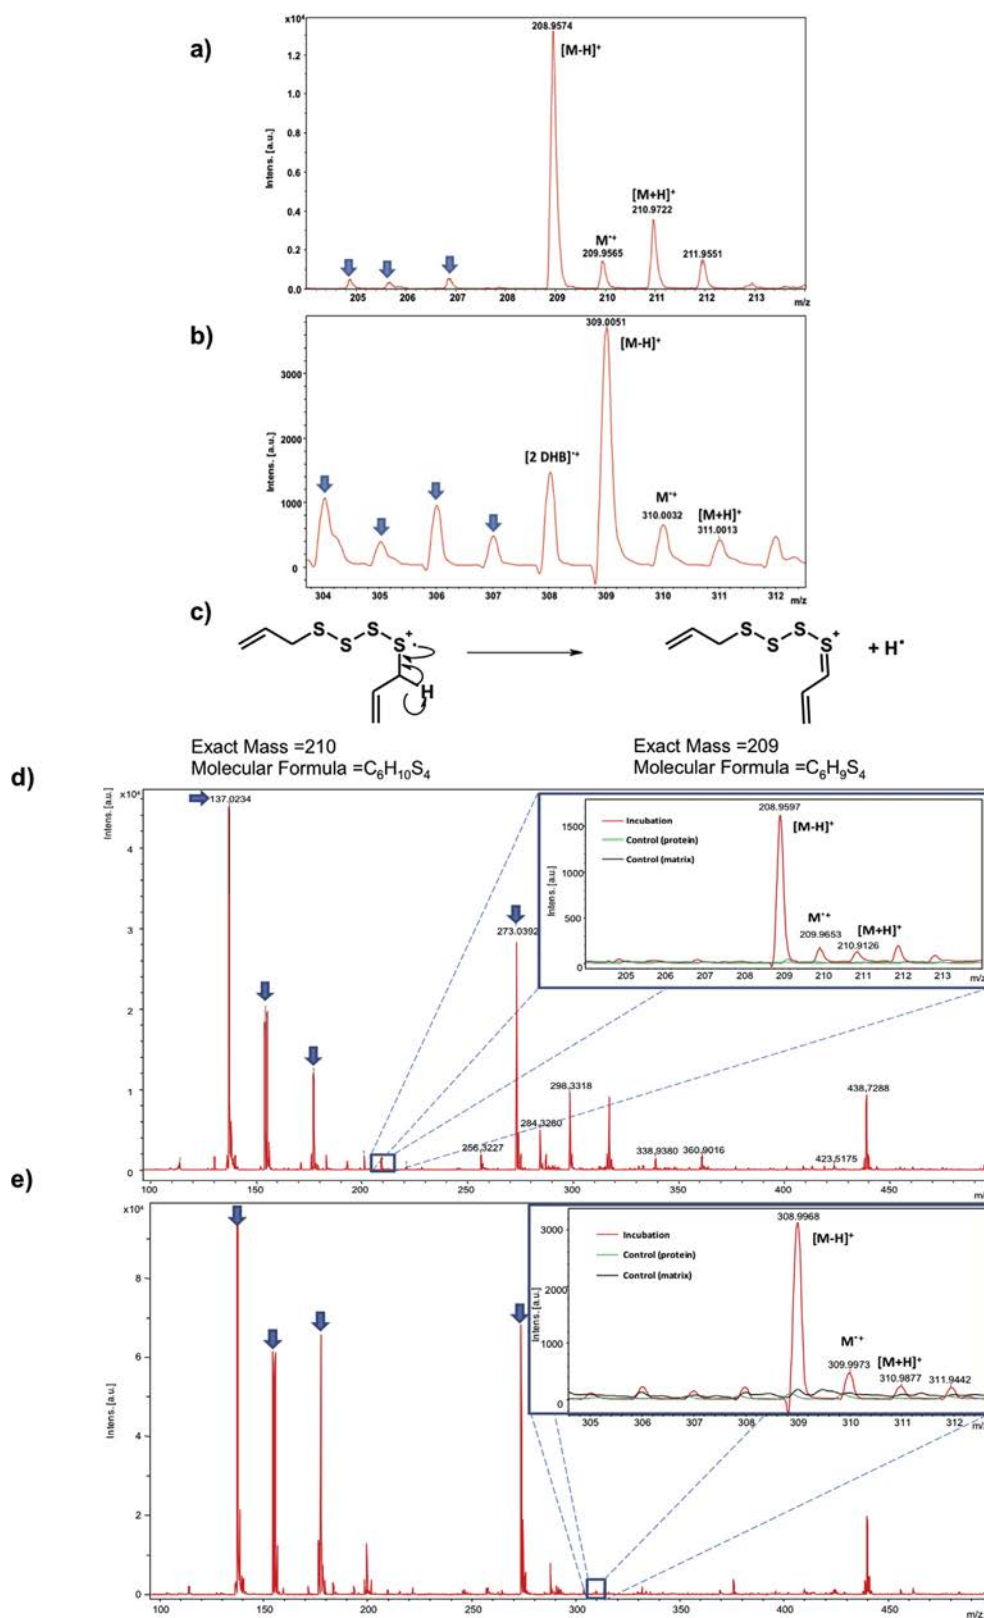 a)
x10⁴
208.9574
[M-H]⁺
[M+H]⁺
210.9722
M·⁺
209.9565
211.9551
Intens. [a.u.]
1.2
1.0
0.8
0.6
0.4
0.2
0.0
205 206 207 208 209 210 211 212 213
m/z
b)
309.0051
[M-H]⁺
[2 DHB]·⁺
M·⁺
310.0032
[M+H]⁺
311.0013
Intens. [a.u.]
3000
2000
1000
0
304 305 306 307 308 309 310 311 312
m/z
c)
S S S S + · H
S S S S +
+ H·
Exact Mass =210
Molecular Formula =C₆H₁₀S₄
Exact Mass =209
Molecular Formula =C₆H₉S₄
d)
x10⁴
137.0234
273.0392
256.3227
284.3260
298.3318
338.9380
360.9016
423.5175
438.7288
Intens. [a.u.]
4
3
2
1
0
100 150 200 250 300 350 400 450
m/z
208.9597
[M-H]⁺
Incubation
Control (protein)
Control (matrix)
M·⁺
209.9653
[M+H]⁺
210.9126
Intens. [a.u.]
1500
1000
500
0
205 206 207 208 209 210 211 212 213
m/z
e)
x10⁴
Intens. [a.u.]
8
6
4
2
0
100 150 200 250 300 350 400 450
m/z
308.9968
[M-H]⁺
Incubation
Control (protein)
Control (matrix)
M·⁺
309.9973
[M+H]⁺
310.9877
311.9442
Intens. [a.u.]
3000
2000
1000
0
305 306 307 308 309 310 311 312
m/z